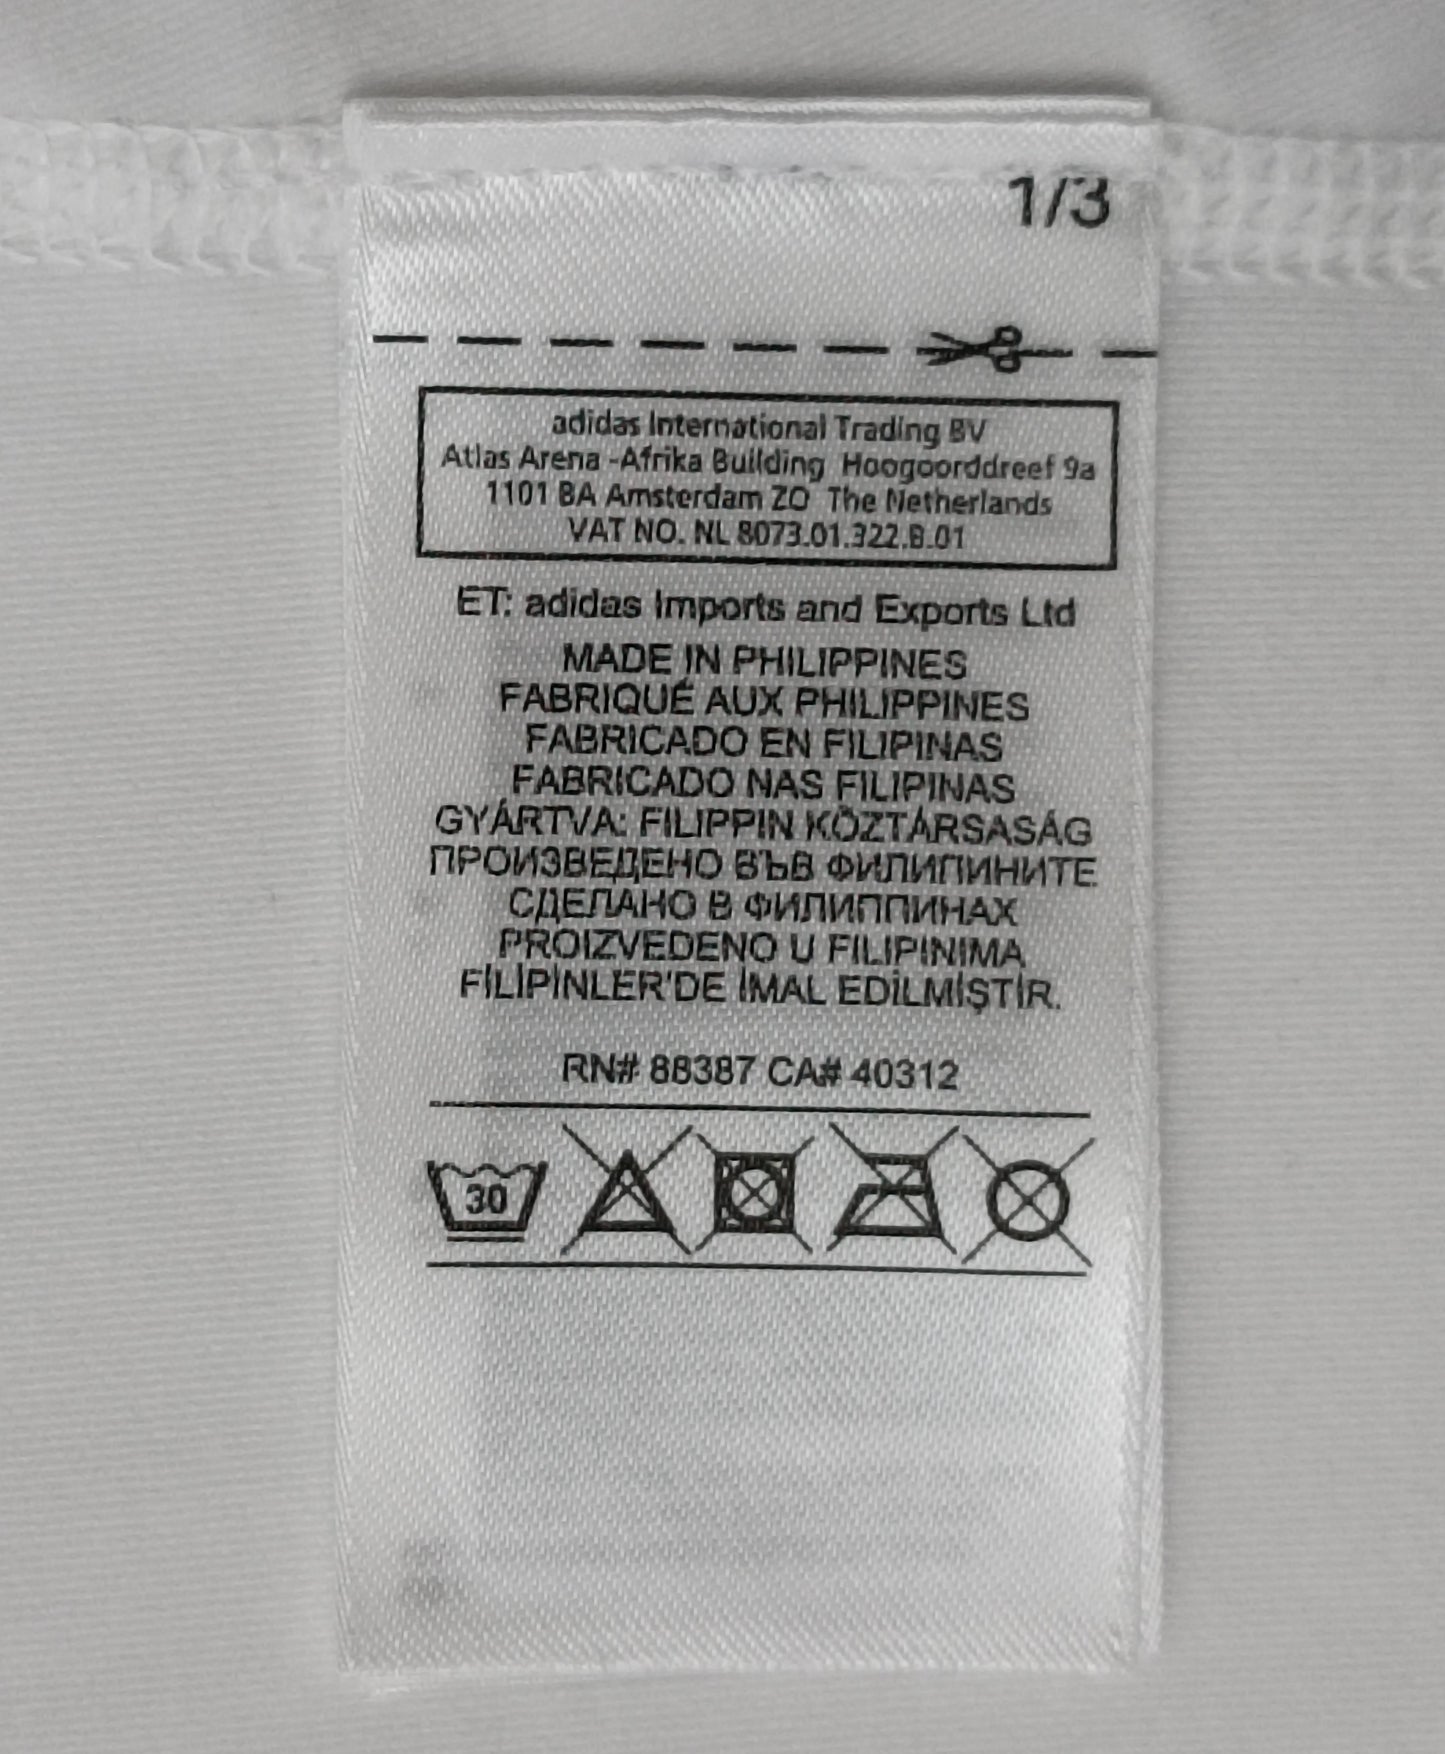 1/3
adidas International Trading BV
Atlas Arena -Afrika Building Hoogoorddreef 9a
1101 BA Amsterdam ZO The Netherlands
VAT NO. NL 8073.01.322.B.01
ET: adidas Imports and Exports Ltd
MADE IN PHILIPPINES
FABRIQUÉ AUX PHILIPPINES
FABRICADO EN FILIPINAS
FABRICADO NAS FILIPINAS
GYÁRTVA: FILIPPIN KÖZTÁRSASÁG
ПРОИЗВЕДЕНО ВЪВ ФИЛИПИНИТЕ
СДЕЛАНО В ФИЛИППИНАХ
PROIZVEDENO U FILIPINIMA
FİLİPİNLER'DE İMAL EDİLMİŞTİR.
RN# 88387 CA# 40312
30